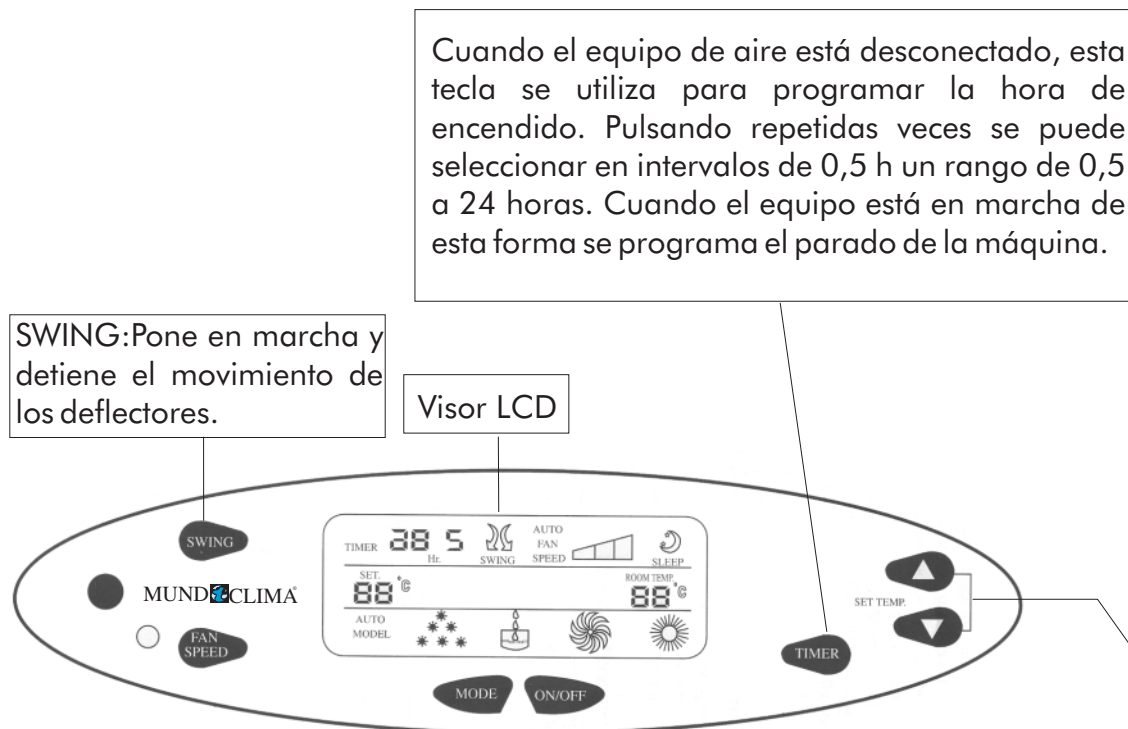 Cuando el equipo de aire está desconectado, esta
tecla se utiliza para programar la hora de
encendido. Pulsando repetidas veces se puede
seleccionar en intervalos de 0,5 h un rango de 0,5
a 24 horas. Cuando el equipo está en marcha de
esta forma se programa el parado de la máquina.
SWING:Pone en marcha y
detiene el movimiento de
los deflectores.
Visor LCD
SWING
MUNDOCLIMA®
FAN
SPEED
TIMER 88 5
Hr.
SWING
AUTO
FAN
SPEED
SLEEP
SET.
88°C
ROOM TEMP
88°C
AUTO
MODEL
MODE
ON/OFF
SET TEMP.
TIMER